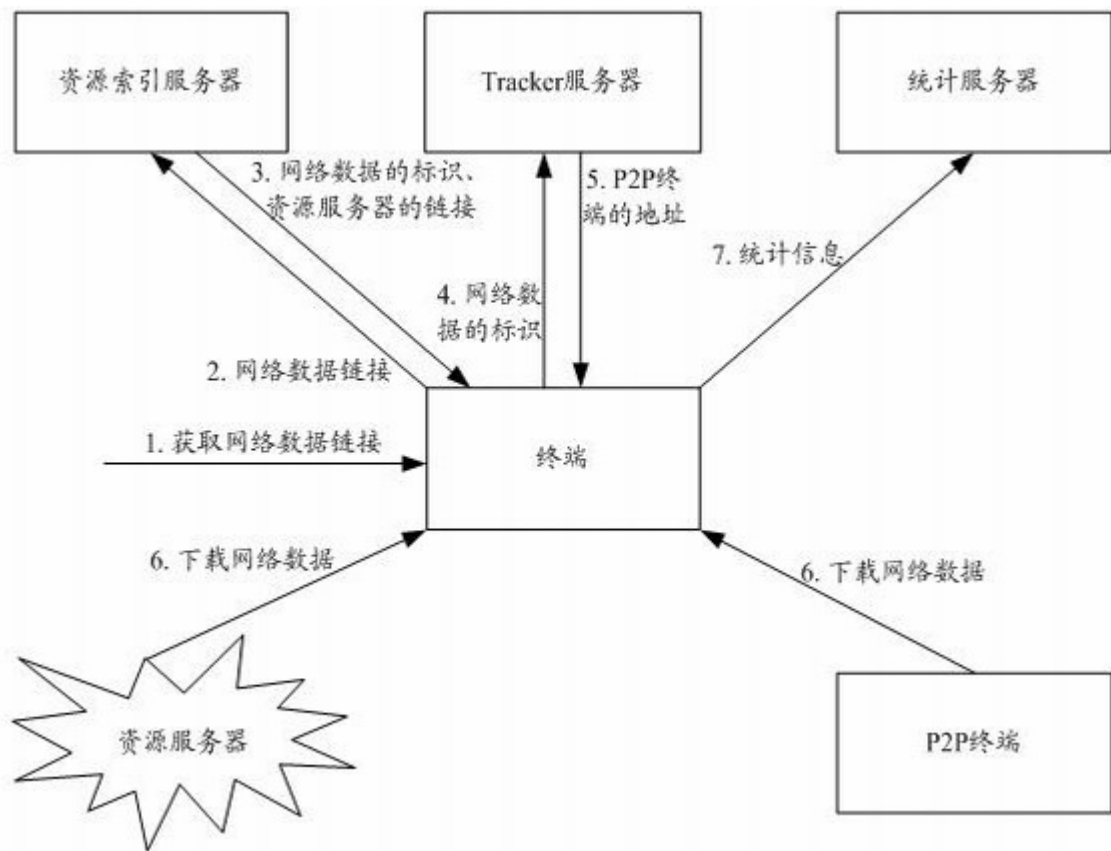 资源索引服务器
Tracker服务器
统计服务器
3. 网络数据的标识、
资源服务器的链接
5. P2P终
端的地址
7. 统计信息
4. 网络数
据的标识
2. 网络数据链接
1. 获取网络数据链接
终端
6. 下载网络数据
6. 下载网络数据
资源服务器
P2P终端